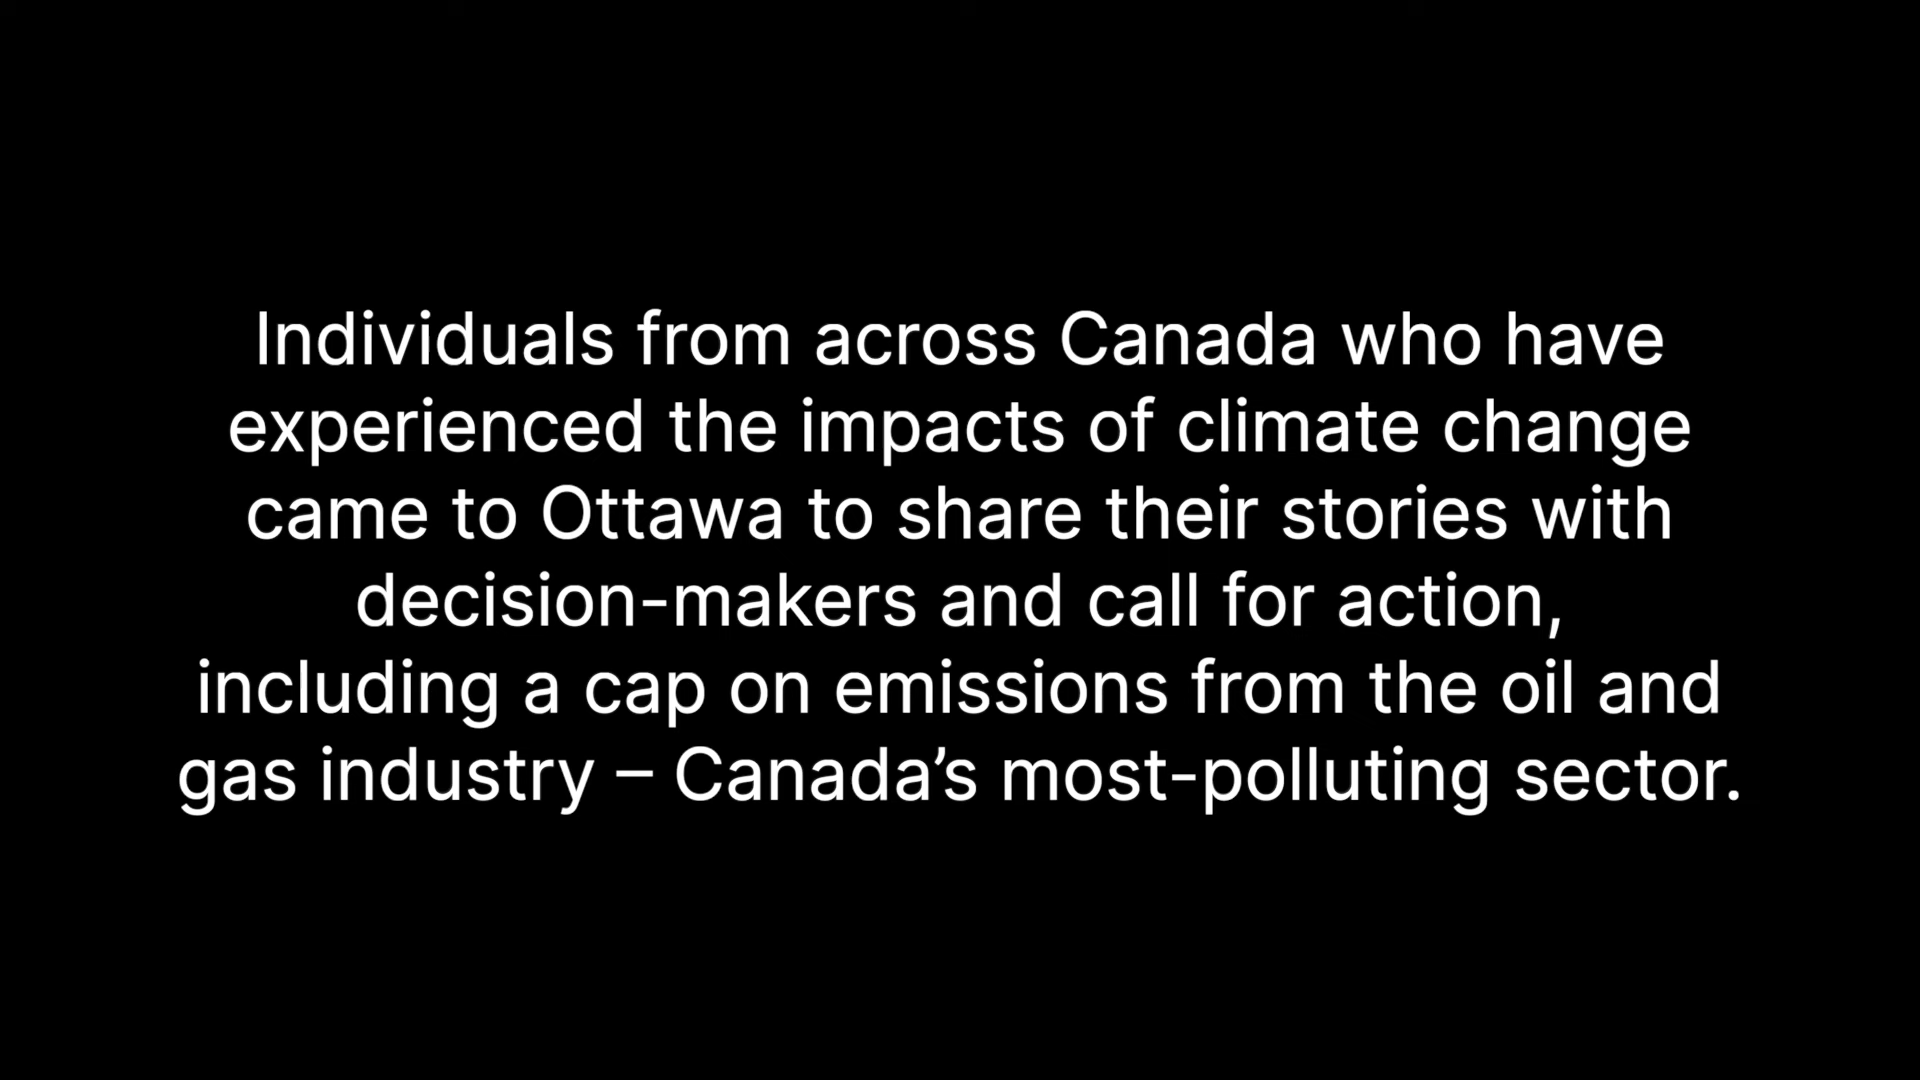 Individuals from across Canada who have
experienced the impacts of climate change
came to Ottawa to share their stories with
decision-makers and call for action,
including a cap on emissions from the oil and
gas industry – Canada’s most-polluting sector.